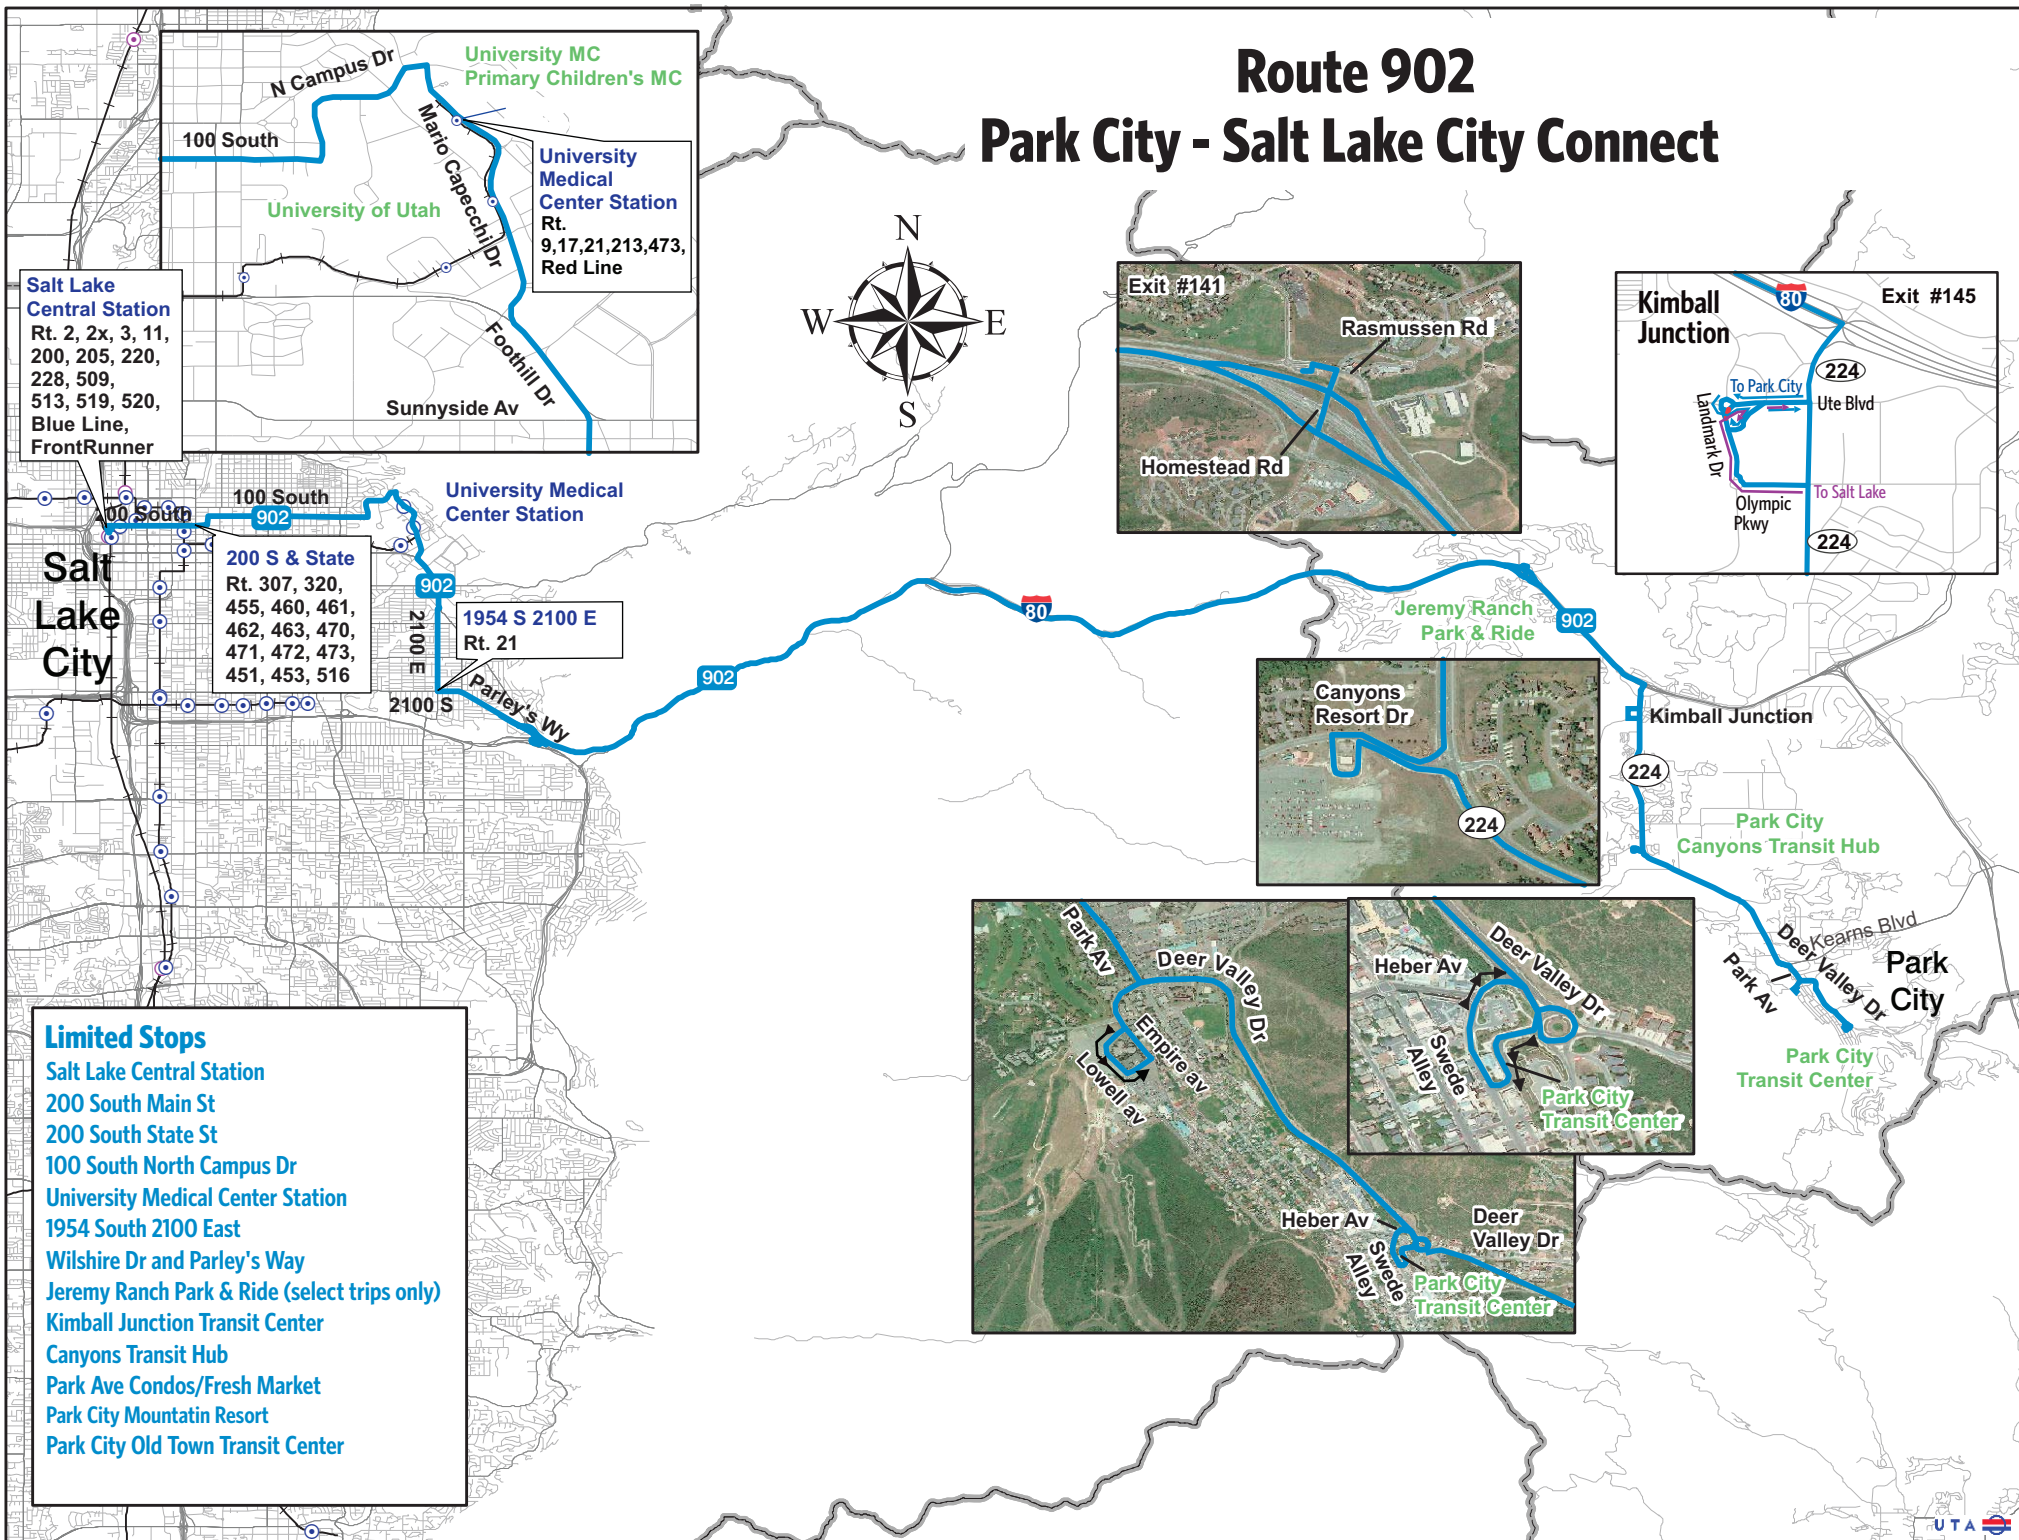 Route 902
Park City - Salt Lake City Connect
N Campus Dr
University MC
Primary Children's MC
100 South
Mario Capecchi Dr
University
Medical
Center Station
Rt.
9,17,21,213,473,
Red Line
University of Utah
Foothill Dr
Sunnyside Av
Salt Lake
Central Station
Rt. 2, 2x, 3, 11,
200, 205, 220,
228, 509,
513, 519, 520,
Blue Line,
FrontRunner
N
W
E
S
Exit #141
Rasmussen Rd
Homestead Rd
Kimball
Junction
80
Exit #145
224
To Park City
Ute Blvd
Landmark Dr
To Salt Lake
Olympic
Pkwy
224
100 South
902
00 South
University Medical
Center Station
Salt
Lake
City
200 S & State
Rt. 307, 320,
455, 460, 461,
462, 463, 470,
471, 472, 473,
451, 453, 516
902
2100 E
1954 S 2100 E
Rt. 21
2100 S
Parley's Wy
902
80
Jeremy Ranch
Park & Ride
902
Kimball Junction
224
Canyons
Resort Dr
224
Park City
Canyons Transit Hub
Kearns Blvd
Deer Valley Dr
Park Av
Park
City
Park City
Transit Center
Park Av
Deer Valley Dr
Empire av
Lowell av
Heber Av
Swede
Alley
Deer
Valley Dr
Park City
Transit Center
Heber Av
Deer Valley Dr
Swede
Alley
Park City
Transit Center
Limited Stops
Salt Lake Central Station
200 South Main St
200 South State St
100 South North Campus Dr
University Medical Center Station
1954 South 2100 East
Wilshire Dr and Parley's Way
Jeremy Ranch Park & Ride (select trips only)
Kimball Junction Transit Center
Canyons Transit Hub
Park Ave Condos/Fresh Market
Park City Mountatin Resort
Park City Old Town Transit Center
UTA